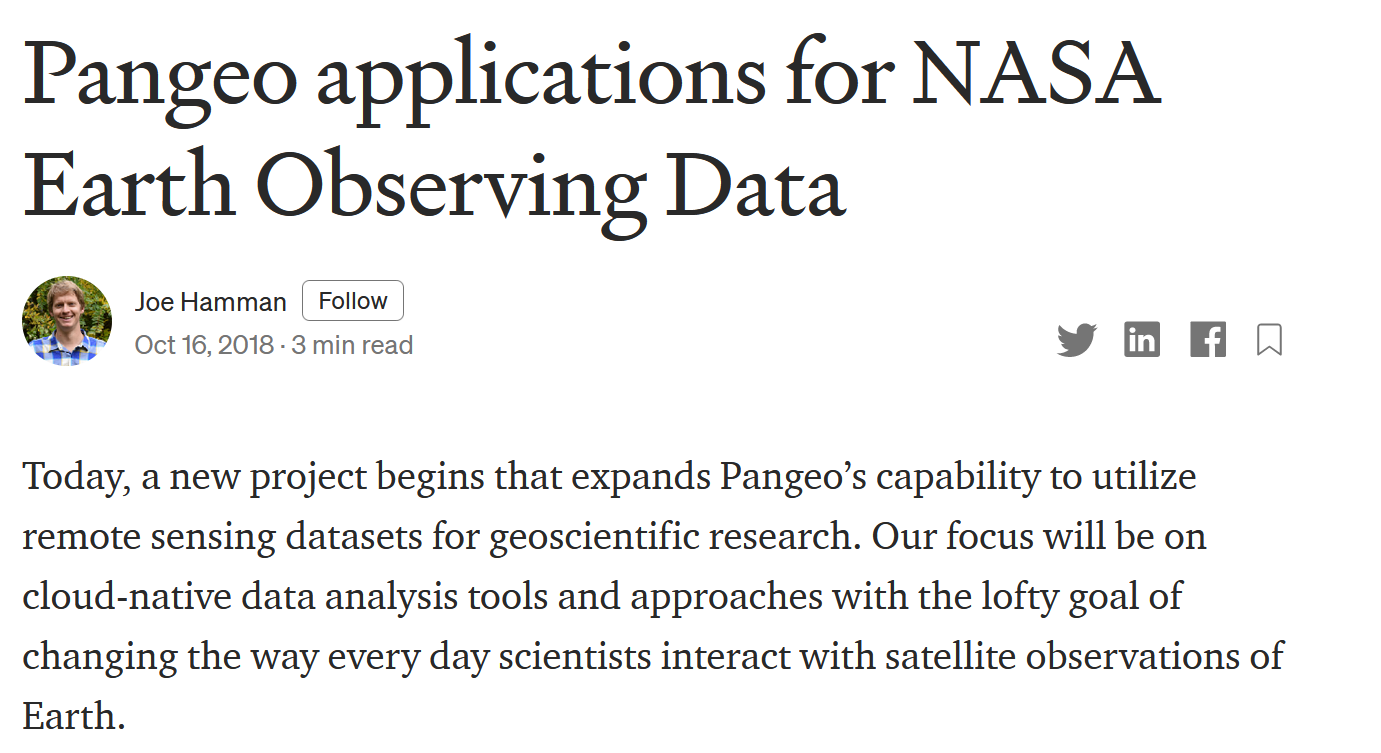 Pangeo applications for NASA
Earth Observing Data
Joe Hamman Follow
Oct 16, 2018 · 3 min read
Today, a new project begins that expands Pangeo’s capability to utilize
remote sensing datasets for geoscientific research. Our focus will be on
cloud-native data analysis tools and approaches with the lofty goal of
changing the way every day scientists interact with satellite observations of
Earth.